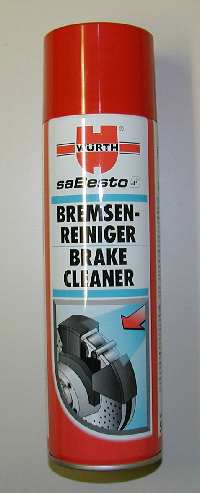 WÜRTH
®
saBesto
BREMSEN-
REINIGER
BRAKE
CLEANER